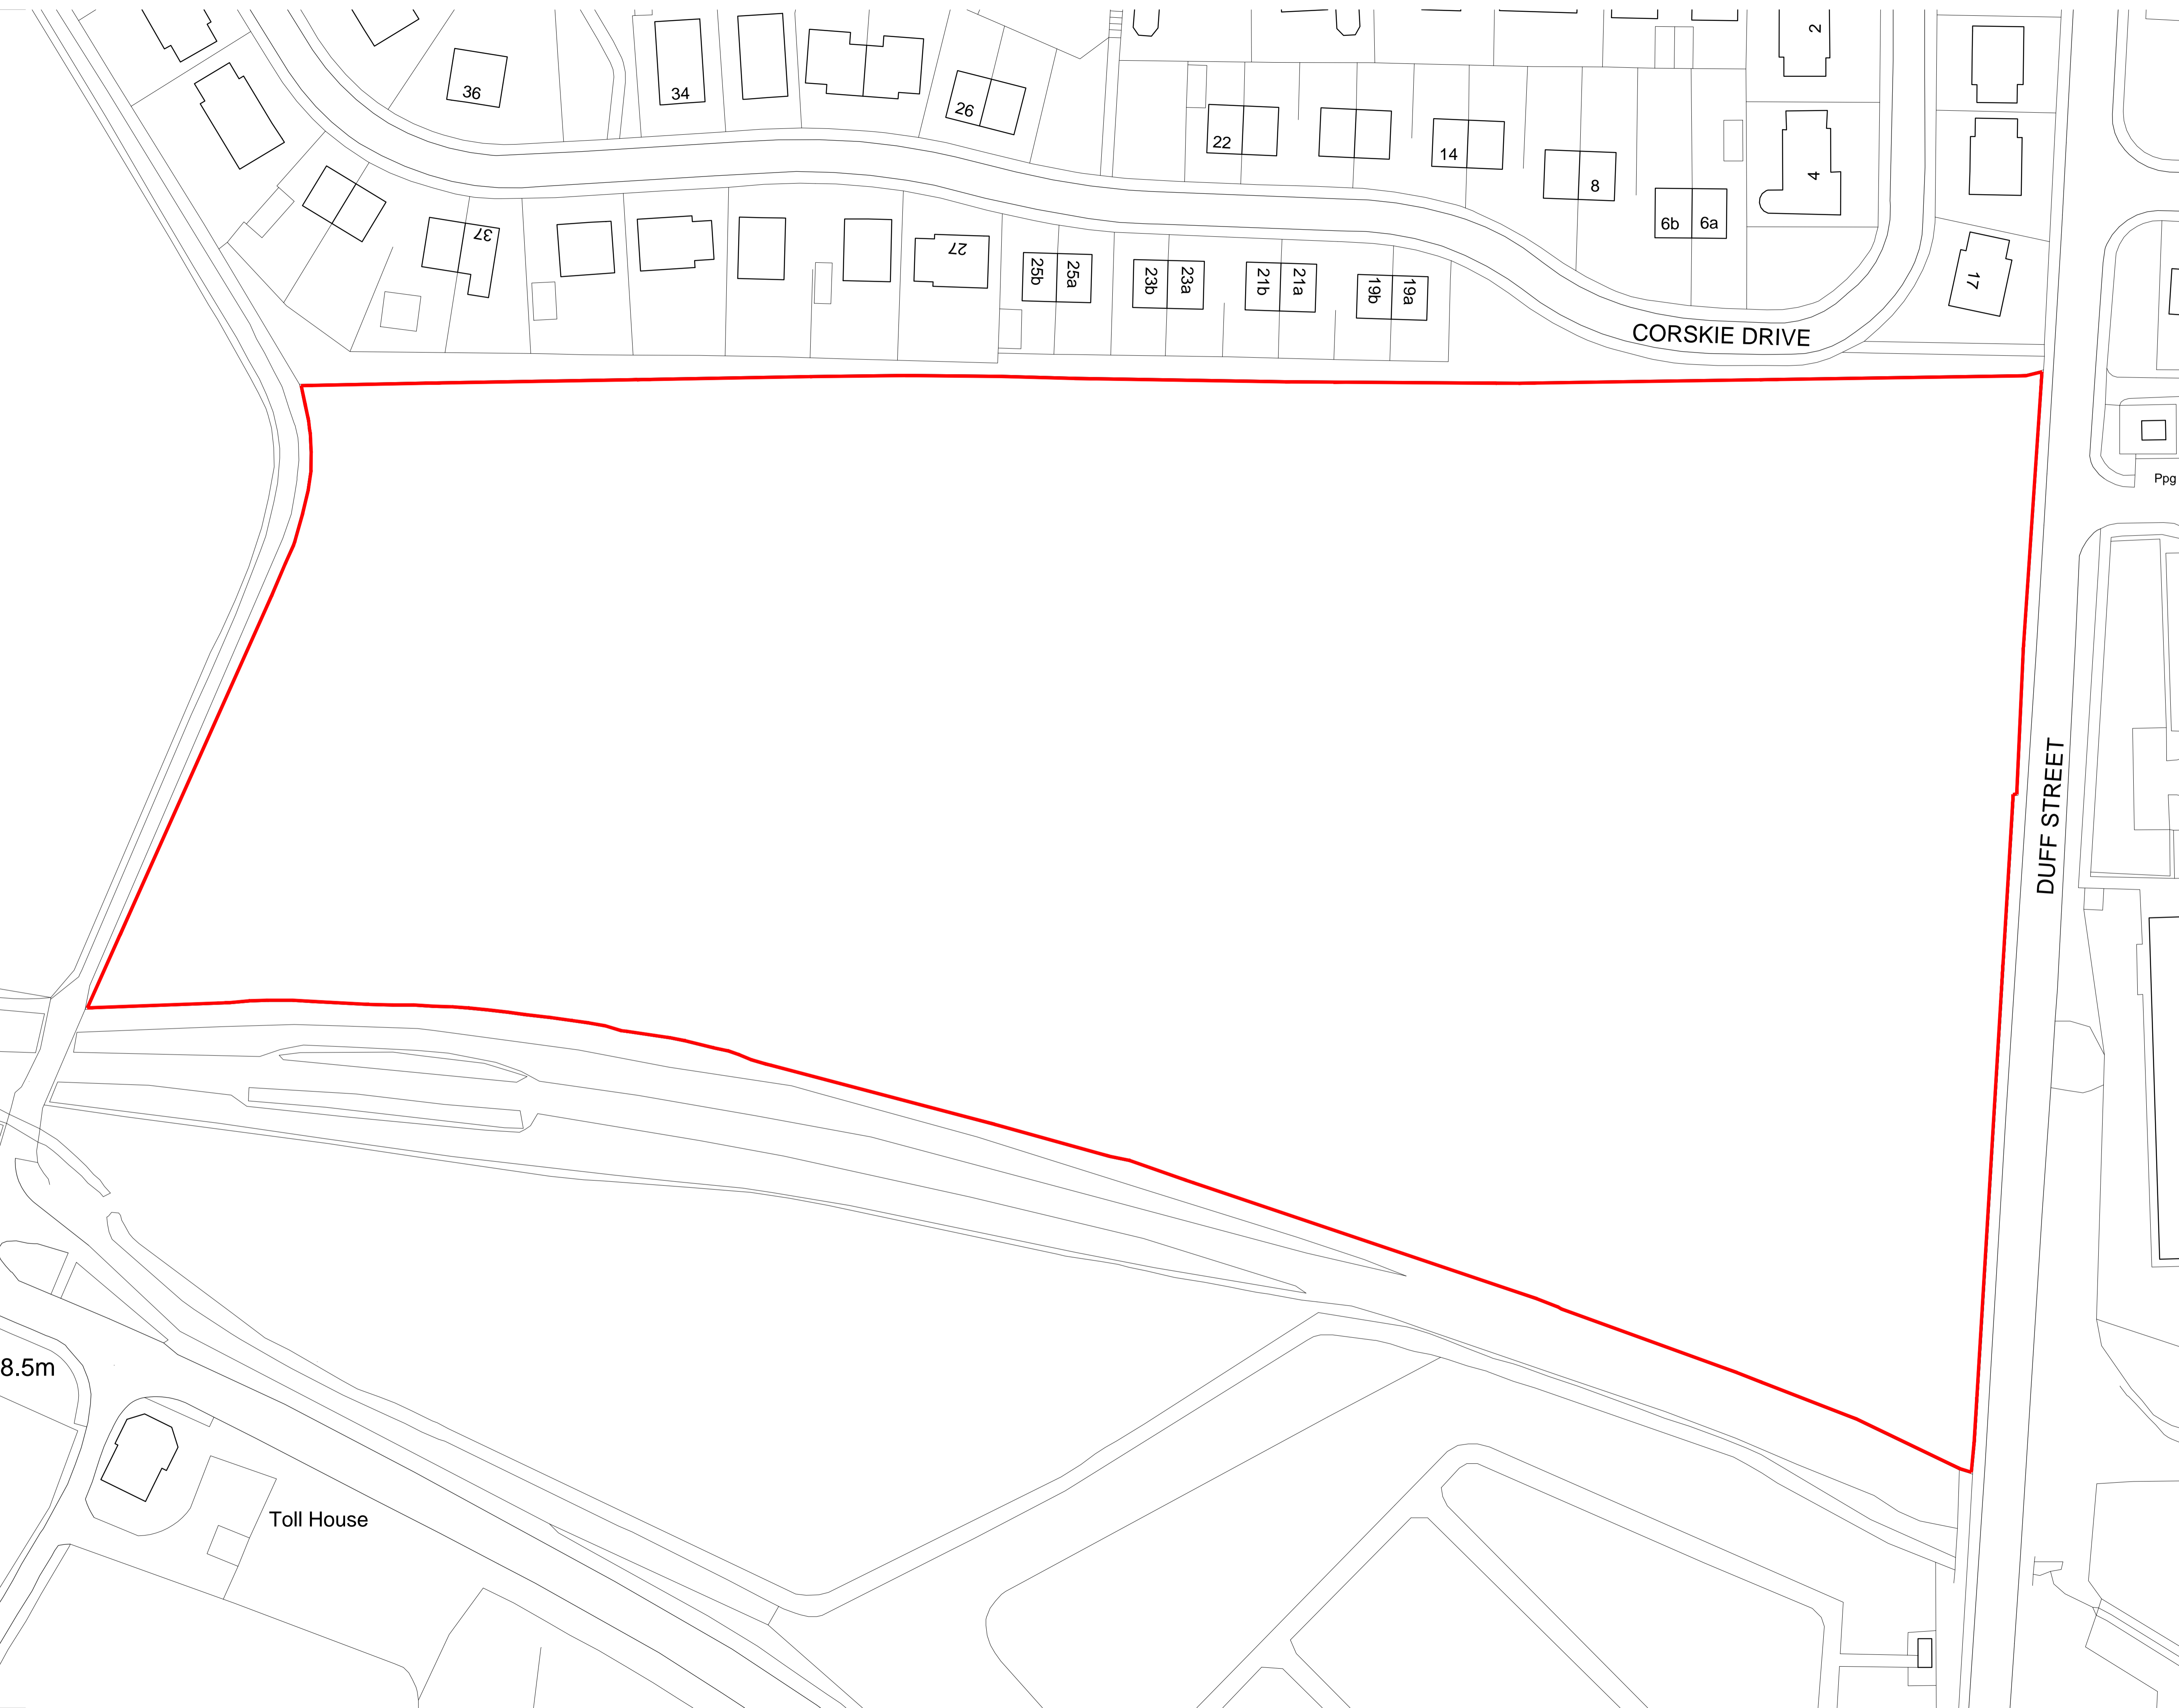 2
36
34
26
22
14
8
4
6b
6a
37
27
25b
25a
23b
23a
21b
21a
19b
19a
17
CORSKIE DRIVE
Ppg
DUFF STREET
8.5m
Toll House